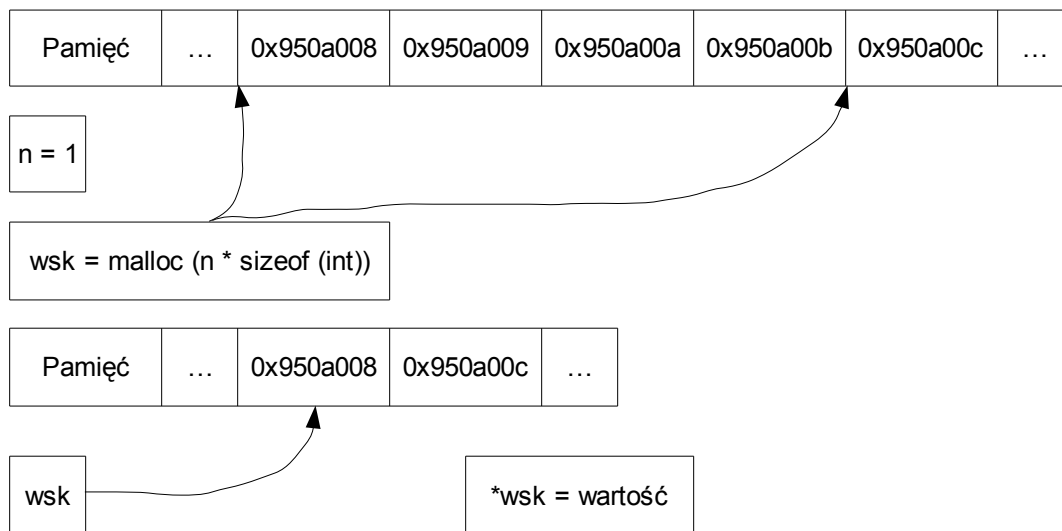 Pamięć … 0x950a008 0x950a009 0x950a00a 0x950a00b 0x950a00c …
n = 1
wsk = malloc (n * sizeof (int))
Pamięć … 0x950a008 0x950a00c …
wsk *wsk = wartość